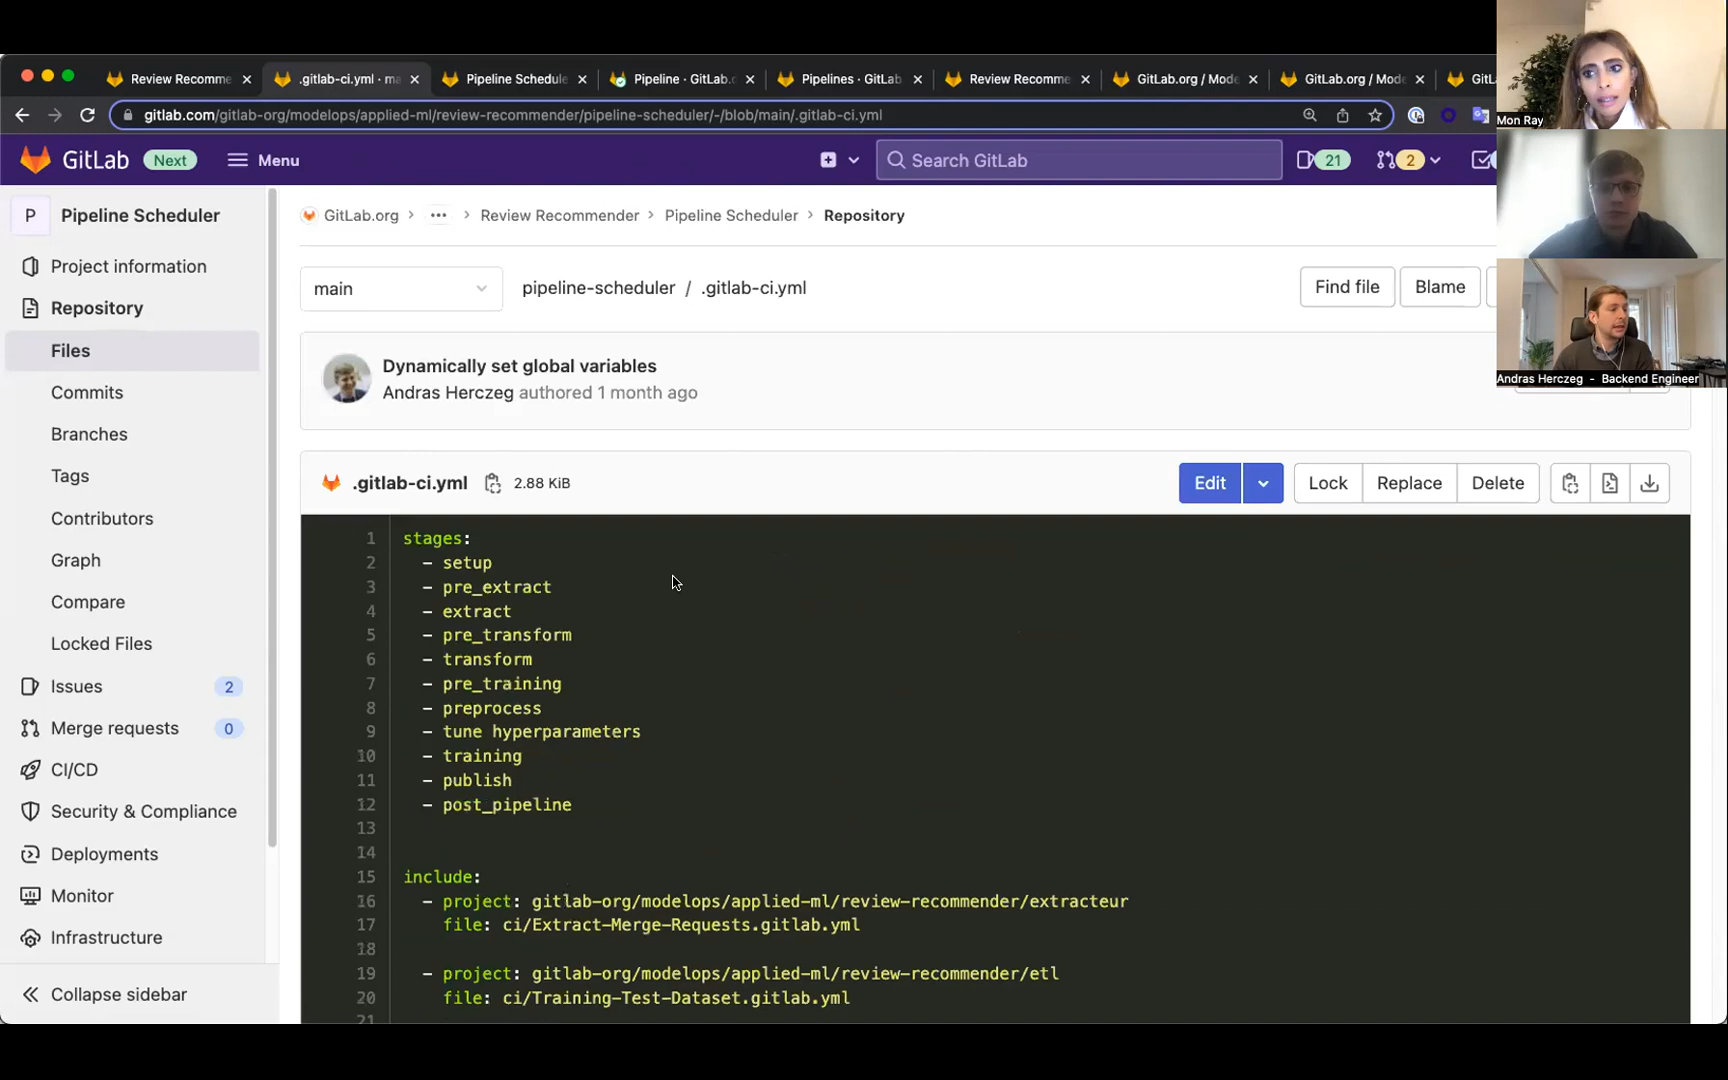 Review Recomme
.gitlab-ci.yml · ma
Pipeline Schedule
Pipeline · GitLab.o
Pipelines · GitLab
Review Recomme
GitLab.org / Mode
GitLab.org / Mode
gitlab.com/gitlab-org/modelops/applied-ml/review-recommender/pipeline-scheduler/-/blob/main/.gitlab-ci.yml
Mon Ray
GitLab Next Menu
Search GitLab
21
2
P Pipeline Scheduler
Project information
Repository
Files
Commits
Branches
Tags
Contributors
Graph
Compare
Locked Files
Issues 2
Merge requests 0
CI/CD
Security & Compliance
Deployments
Monitor
Infrastructure
Collapse sidebar
GitLab.org > ... > Review Recommender > Pipeline Scheduler > Repository
main
pipeline-scheduler / .gitlab-ci.yml
Find file
Blame
Andras Herczeg - Backend Engineer
Dynamically set global variables
Andras Herczeg authored 1 month ago
.gitlab-ci.yml 2.88 KiB
Edit
Lock
Replace
Delete
1 stages:
2 - setup
3 - pre_extract
4 - extract
5 - pre_transform
6 - transform
7 - pre_training
8 - preprocess
9 - tune hyperparameters
10 - training
11 - publish
12 - post_pipeline
13
14
15 include:
16 - project: gitlab-org/modelops/applied-ml/review-recommender/extracteur
17 file: ci/Extract-Merge-Requests.gitlab.yml
18
19 - project: gitlab-org/modelops/applied-ml/review-recommender/etl
20 file: ci/Training-Test-Dataset.gitlab.yml
21